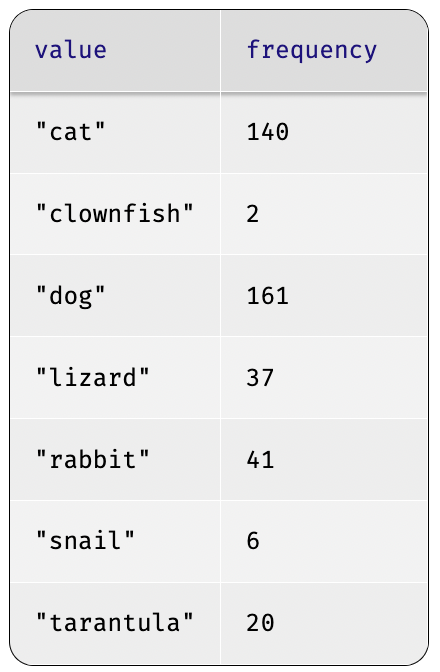 value frequency
"cat" 140
"clownfish" 2
"dog" 161
"lizard" 37
"rabbit" 41
"snail" 6
"tarantula" 20